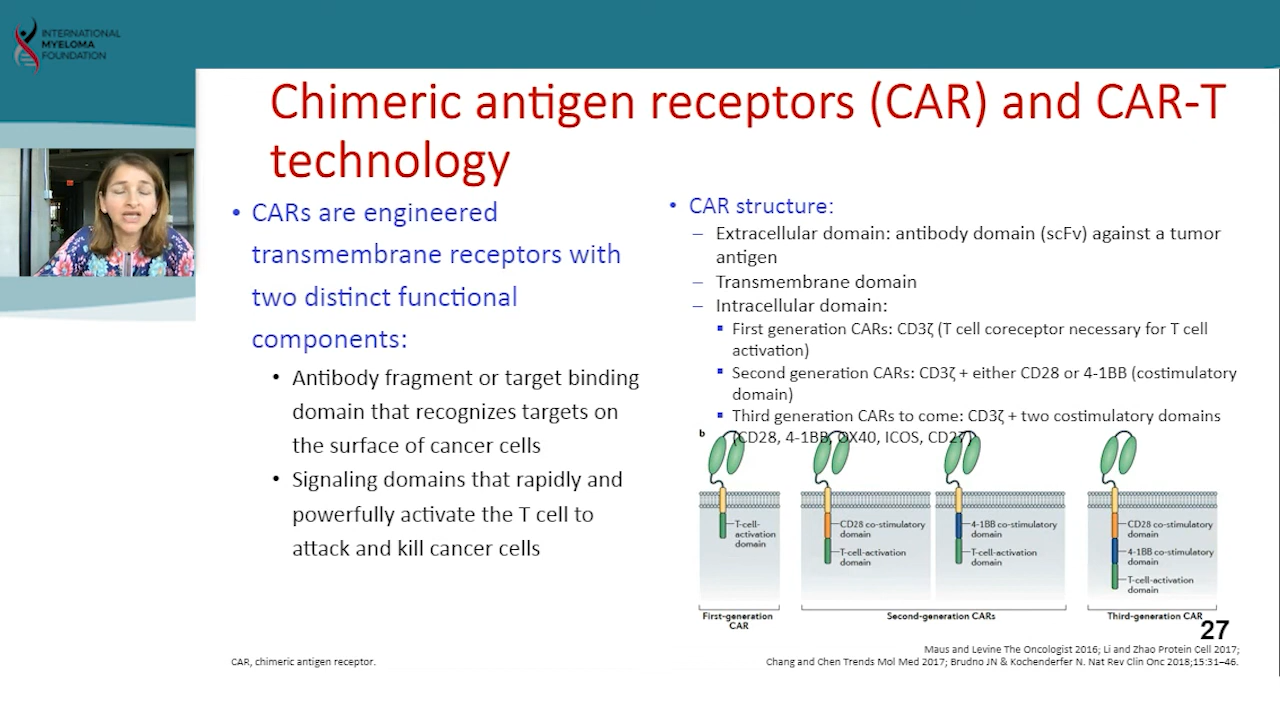 INTERNATIONAL
MYELOMA
FOUNDATION
Chimeric antigen receptors (CAR) and CAR-T
technology
• CARs are engineered
transmembrane receptors with
two distinct functional
components:
• Antibody fragment or target binding
domain that recognizes targets on
the surface of cancer cells
• Signaling domains that rapidly and
powerfully activate the T cell to
attack and kill cancer cells
• CAR structure:
– Extracellular domain: antibody domain (scFv) against a tumor
antigen
– Transmembrane domain
– Intracellular domain:
▪ First generation CARs: CD3ζ (T cell coreceptor necessary for T cell
activation)
▪ Second generation CARs: CD3ζ + either CD28 or 4-1BB (costimulatory
domain)
▪ Third generation CARs to come: CD3ζ + two costimulatory domains
(CD28, 4-1BB, OX40, ICOS, CD27)
b
T-cell-
activation
domain
First-generation
CAR
CD28 co-stimulatory
domain
T-cell-activation
domain
4-1BB co-stimulatory
domain
T-cell-activation
domain
Second-generation CARs
CD28 co-stimulatory
domain
4-1BB co-stimulatory
domain
T-cell-activation
domain
Third-generation CAR
27
CAR, chimeric antigen receptor.
Maus and Levine The Oncologist 2016; Li and Zhao Protein Cell 2017;
Chang and Chen Trends Mol Med 2017; Brudno JN & Kochenderfer N. Nat Rev Clin Onc 2018;15:31–46.